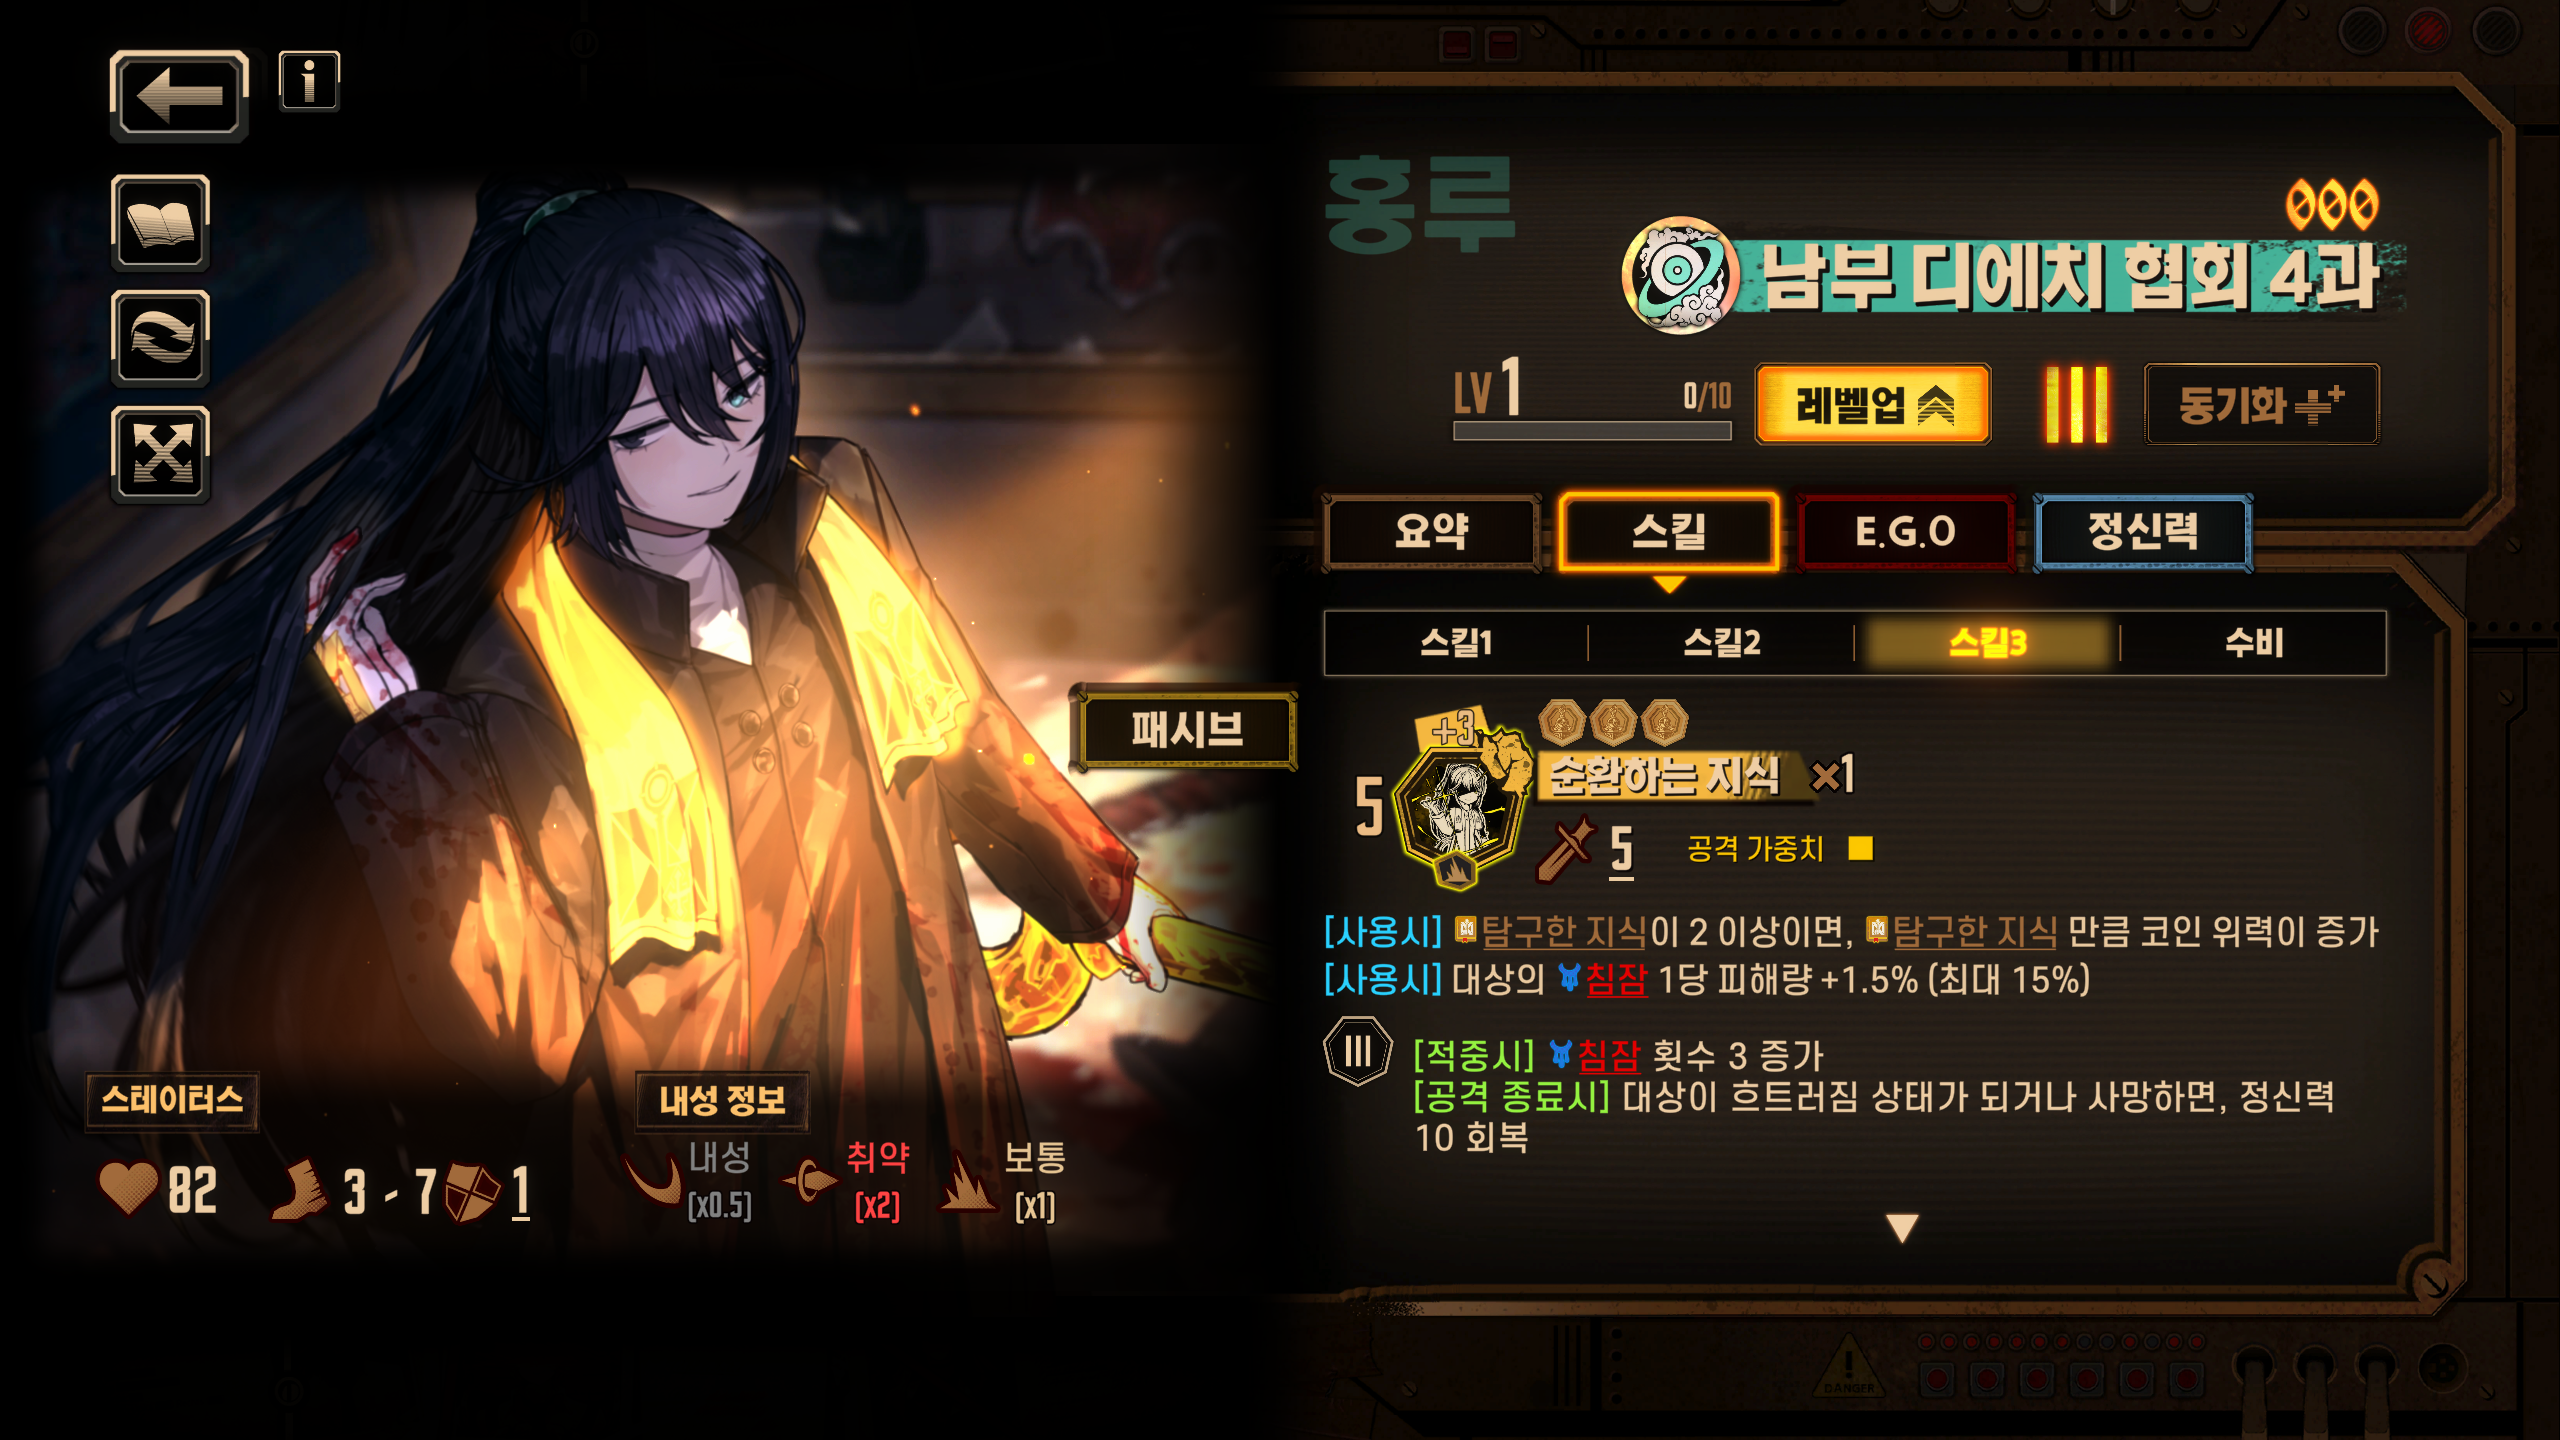 홍루
남부 디에치 협회 4과
LV 1
0/10
레벨업
동기화
요약
스킬
E.G.O
정신력
스킬1
스킬2
스킬3
수비
패시브
+3
5
순환하는 지식 ×1
5
공격 가중치
[사용시] 탐구한 지식이 2 이상이면, 탐구한 지식 만큼 코인 위력이 증가
[사용시] 대상의 침잠 1당 피해량 +1.5% (최대 15%)
III
[적중시] 침잠 횟수 3 증가
[공격 종료시] 대상이 흐트러짐 상태가 되거나 사망하면, 정신력
10 회복
스테이터스
82
3 - 7
1
내성 정보
내성
[x0.5]
취약
[x2]
보통
[x1]
DANGER